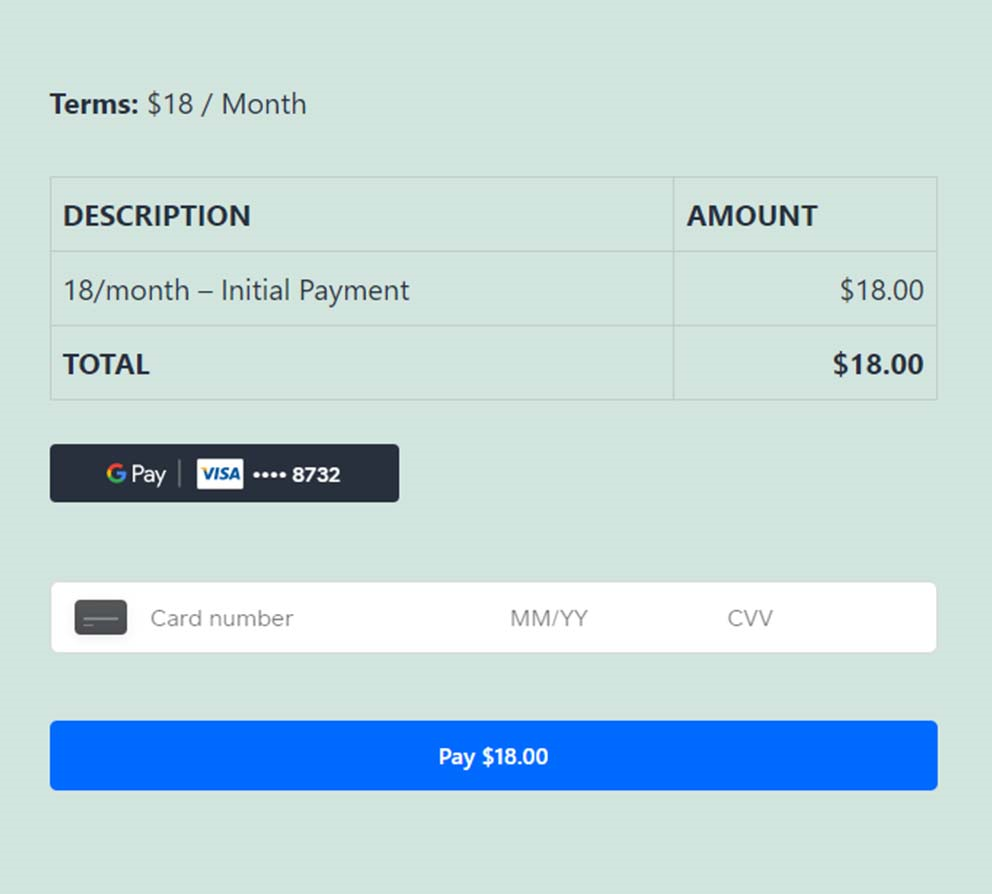 Terms: $18 / Month
DESCRIPTION AMOUNT
18/month – Initial Payment $18.00
TOTAL $18.00
G Pay | VISA •••• 8732
Card number MM/YY CVV
Pay $18.00